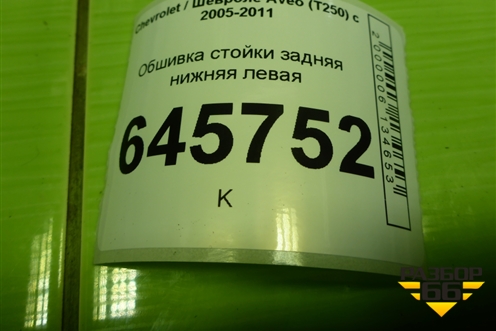 Chevrolet / Шевроле Aveo (T250) с
2005-2011
Обшивка стойки задняя
нижняя левая
645752
К
2000006134653
РАЗБОР
66